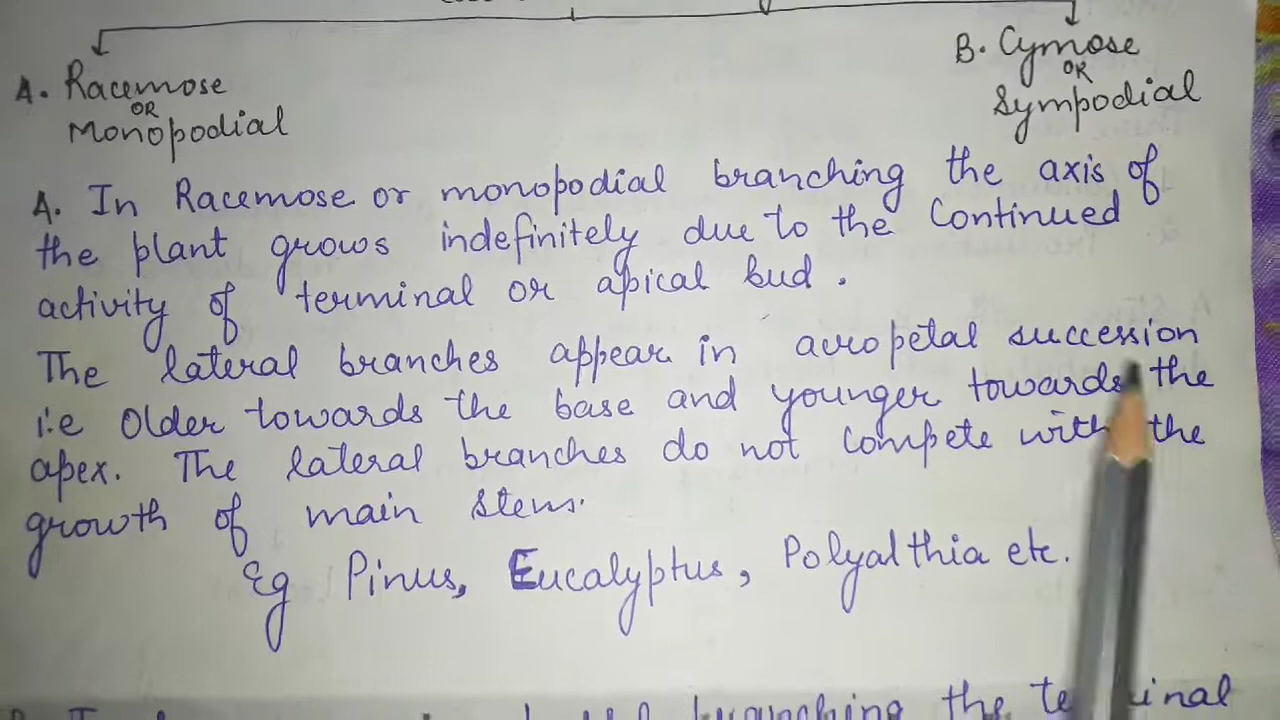 A. Racemose
OR
Monopodial
B. Cymose
OR
Sympodial
A. In Racemose or monopodial branching the axis of
the plant grows indefinitely due to the Continued
activity of terminal or apical bud.
The lateral branches appear in acropetal succession
i.e Older towards the base and younger towards the
apex. The lateral branches do not compete with the
growth of main stem.
Eg Pinus, Eucalyptus, Polyalthia etc.
branching the